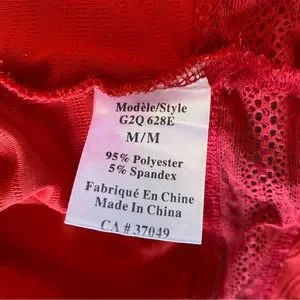 Modèle/Style
G2Q 628E
M/M
95% Polyester
5% Spandex
Fabriqué En Chine
Made In China
CA # 37049